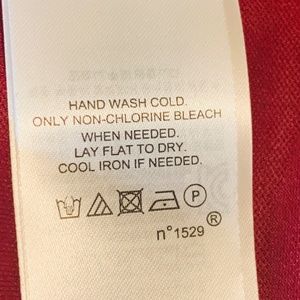 HAND WASH COLD.
ONLY NON-CHLORINE BLEACH
WHEN NEEDED.
LAY FLAT TO DRY.
COOL IRON IF NEEDED.
P
n°1529®